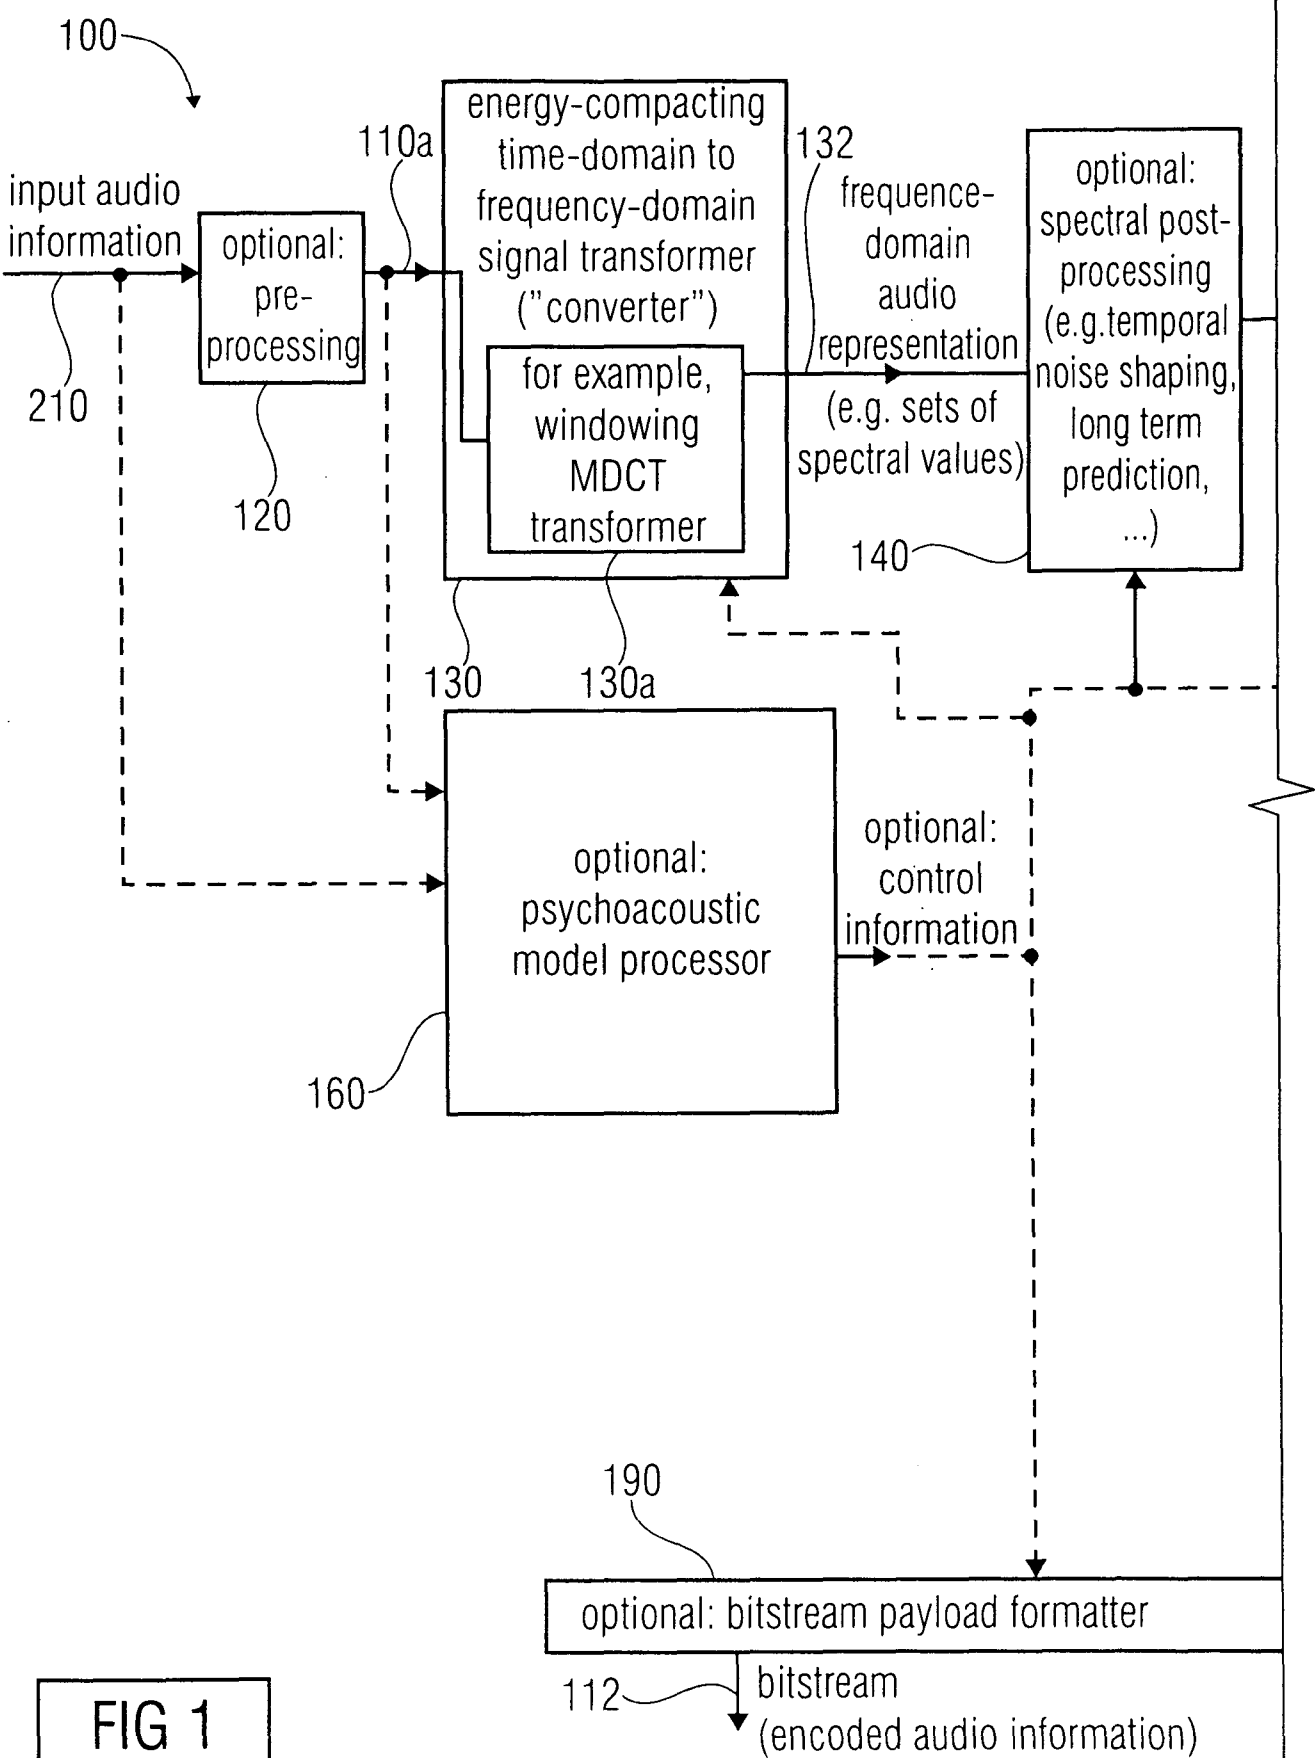 100
input audio
information
210
optional:
pre-
processing
120
110a
energy-compacting
time-domain to
frequency-domain
signal transformer
("converter")
for example,
windowing
MDCT
transformer
130
130a
132
frequence-
domain
audio
representation
(e.g. sets of
spectral values)
optional:
spectral post-
processing
(e.g.temporal
noise shaping,
long term
prediction,
...)
140
optional:
psychoacoustic
model processor
160
optional:
control
information
190
optional: bitstream payload formatter
112
bitstream
(encoded audio information)
FIG 1